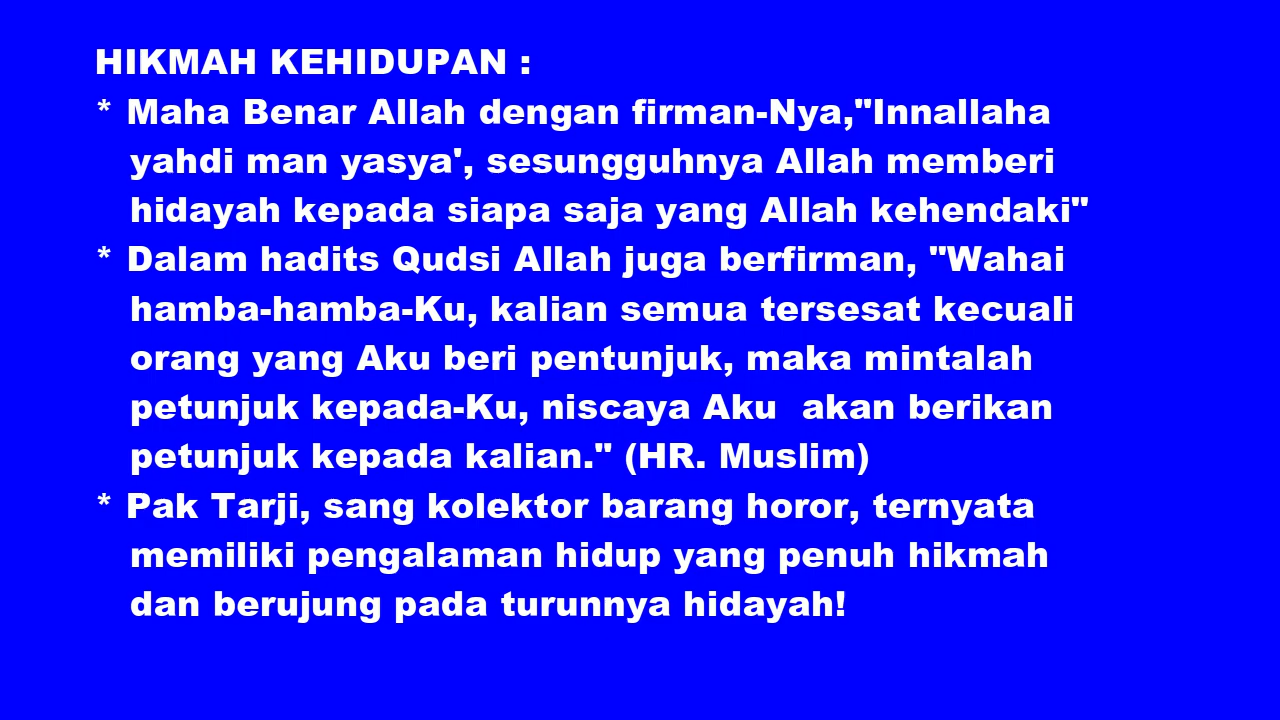 HIKMAH KEHIDUPAN :
* Maha Benar Allah dengan firman-Nya,"Innallaha
yahdi man yasya', sesungguhnya Allah memberi
hidayah kepada siapa saja yang Allah kehendaki"
* Dalam hadits Qudsi Allah juga berfirman, "Wahai
hamba-hamba-Ku, kalian semua tersesat kecuali
orang yang Aku beri pentunjuk, maka mintalah
petunjuk kepada-Ku, niscaya Aku  akan berikan
petunjuk kepada kalian." (HR. Muslim)
* Pak Tarji, sang kolektor barang horor, ternyata
memiliki pengalaman hidup yang penuh hikmah
dan berujung pada turunnya hidayah!